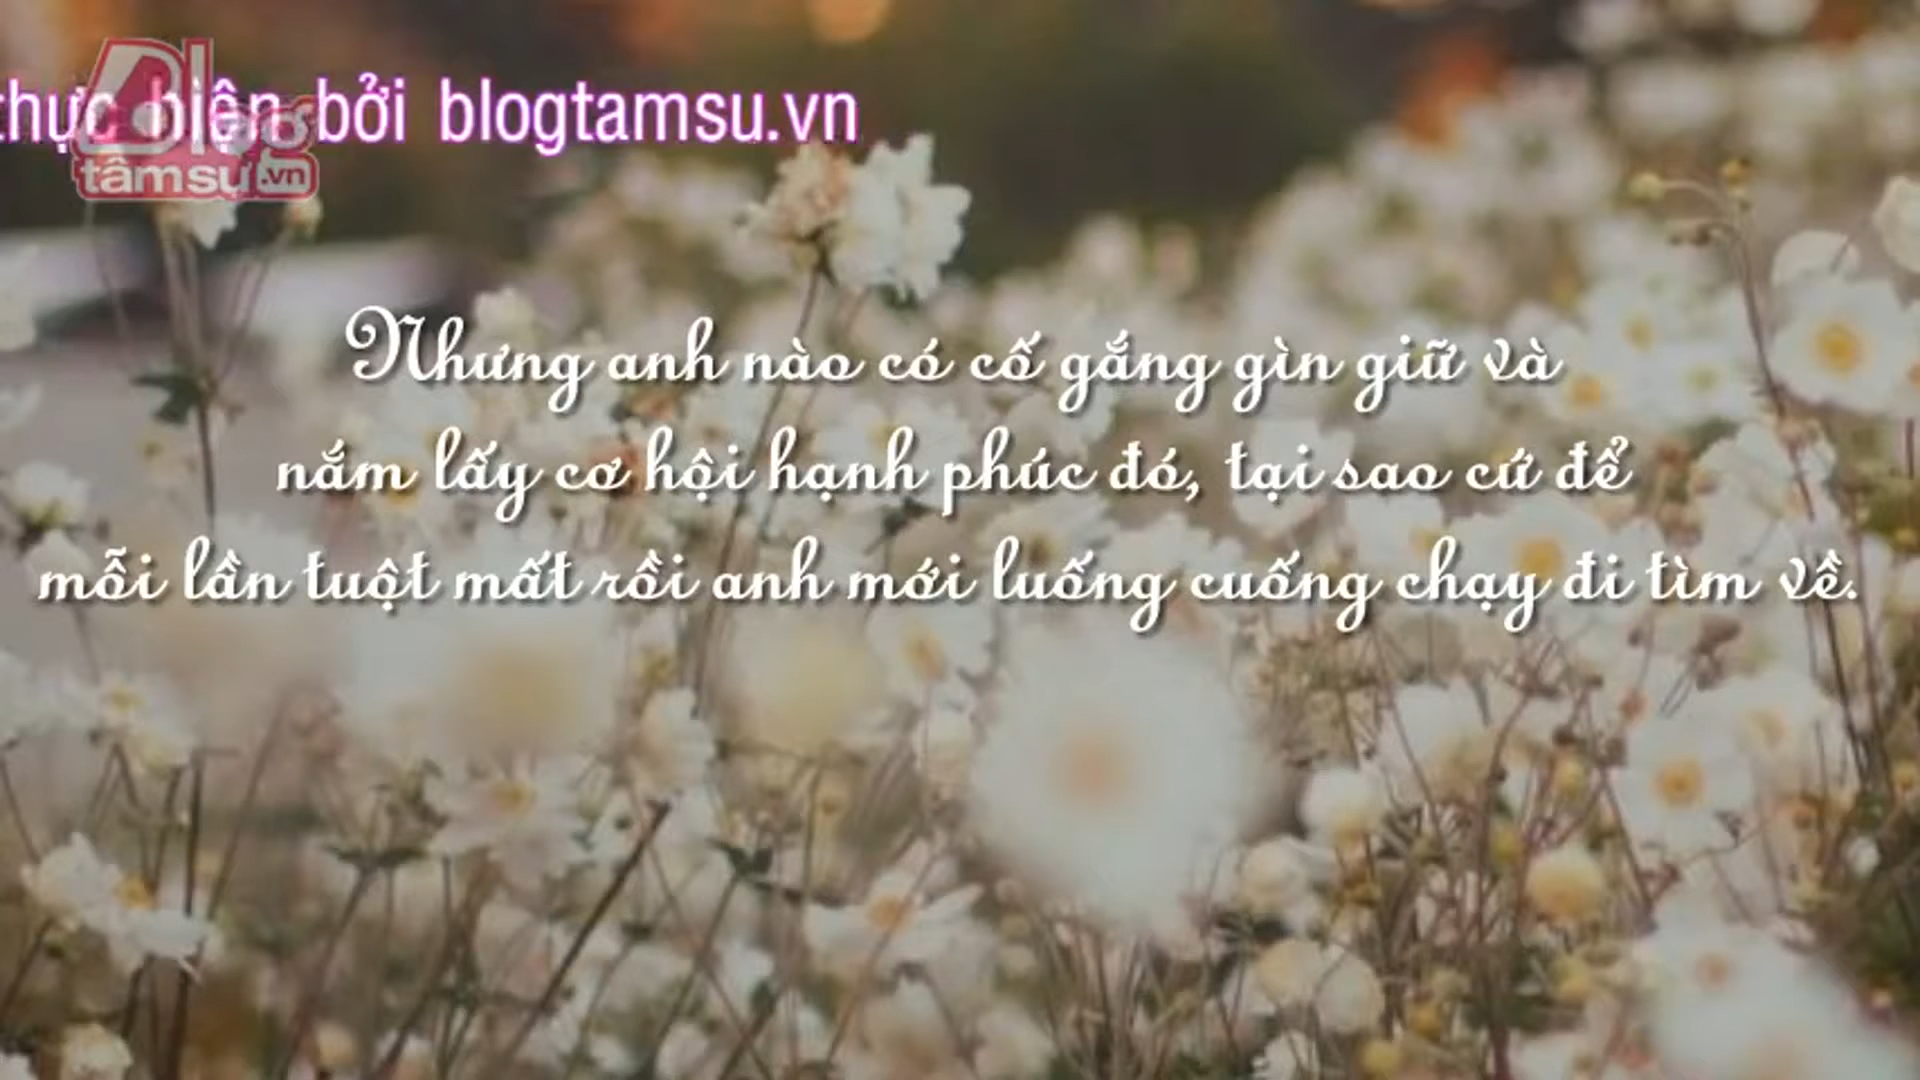 thực hiện bởi blogtamsu.vn
Blog
tâmsự.vn
Nhưng anh nào có cố gắng gìn giữ và
nắm lấy cơ hội hạnh phúc đó, tại sao cứ để
mỗi lần tuột mất rồi anh mới luống cuống chạy đi tìm về.